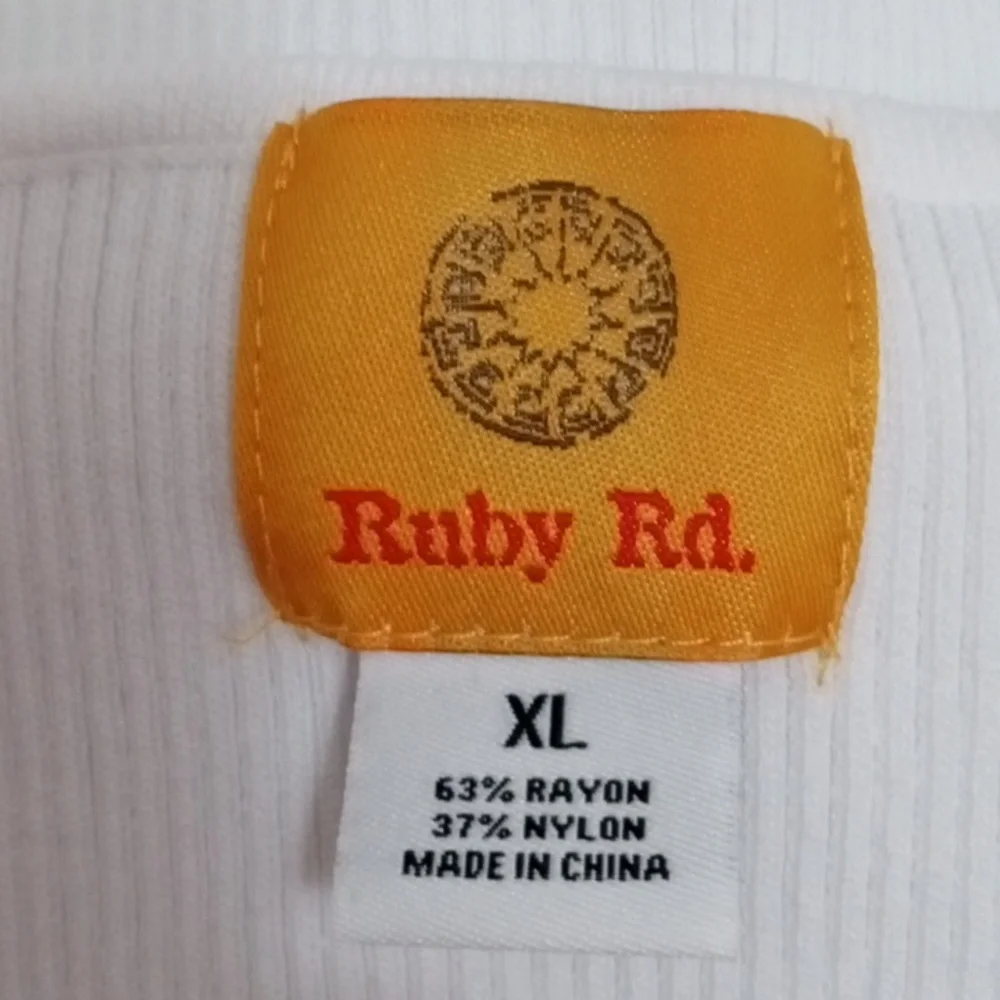 Ruby Rd.
XL
63% RAYON
37% NYLON
MADE IN CHINA